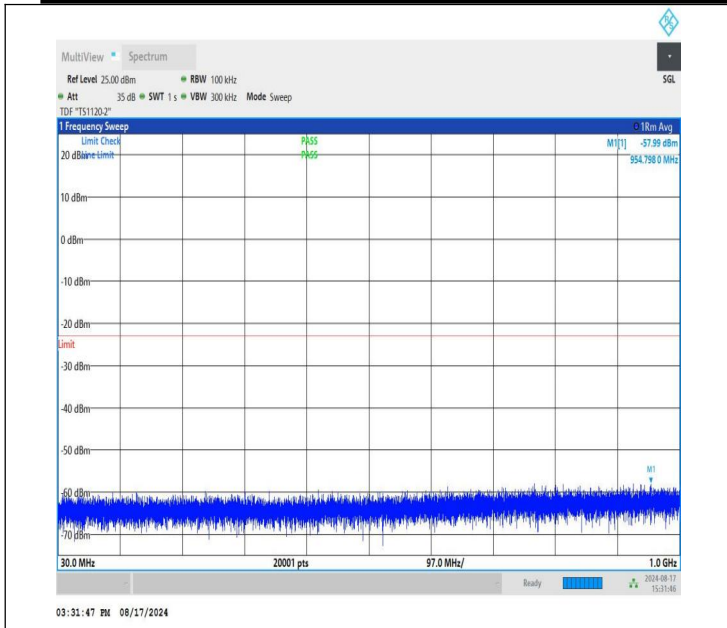 MultiView Spectrum
Ref Level 25.00 dBm RBW 100 kHz SGL
Att 35 dB SWT 1 s VBW 300 kHz Mode Sweep
TDF "TS1120-2"
1 Frequency Sweep 1Rm Avg
Limit Check PASS M1[1] -57.99 dBm
20 dBm Line Limit PASS 954.798 0 MHz
10 dBm
0 dBm
-10 dBm
-20 dBm
Limit
-30 dBm
-40 dBm
-50 dBm
M1
-60 dBm
-70 dBm
30.0 MHz 20001 pts 97.0 MHz/ 1.0 GHz
Ready 2024-08-17
15:31:46
03:31:47 PM 08/17/2024